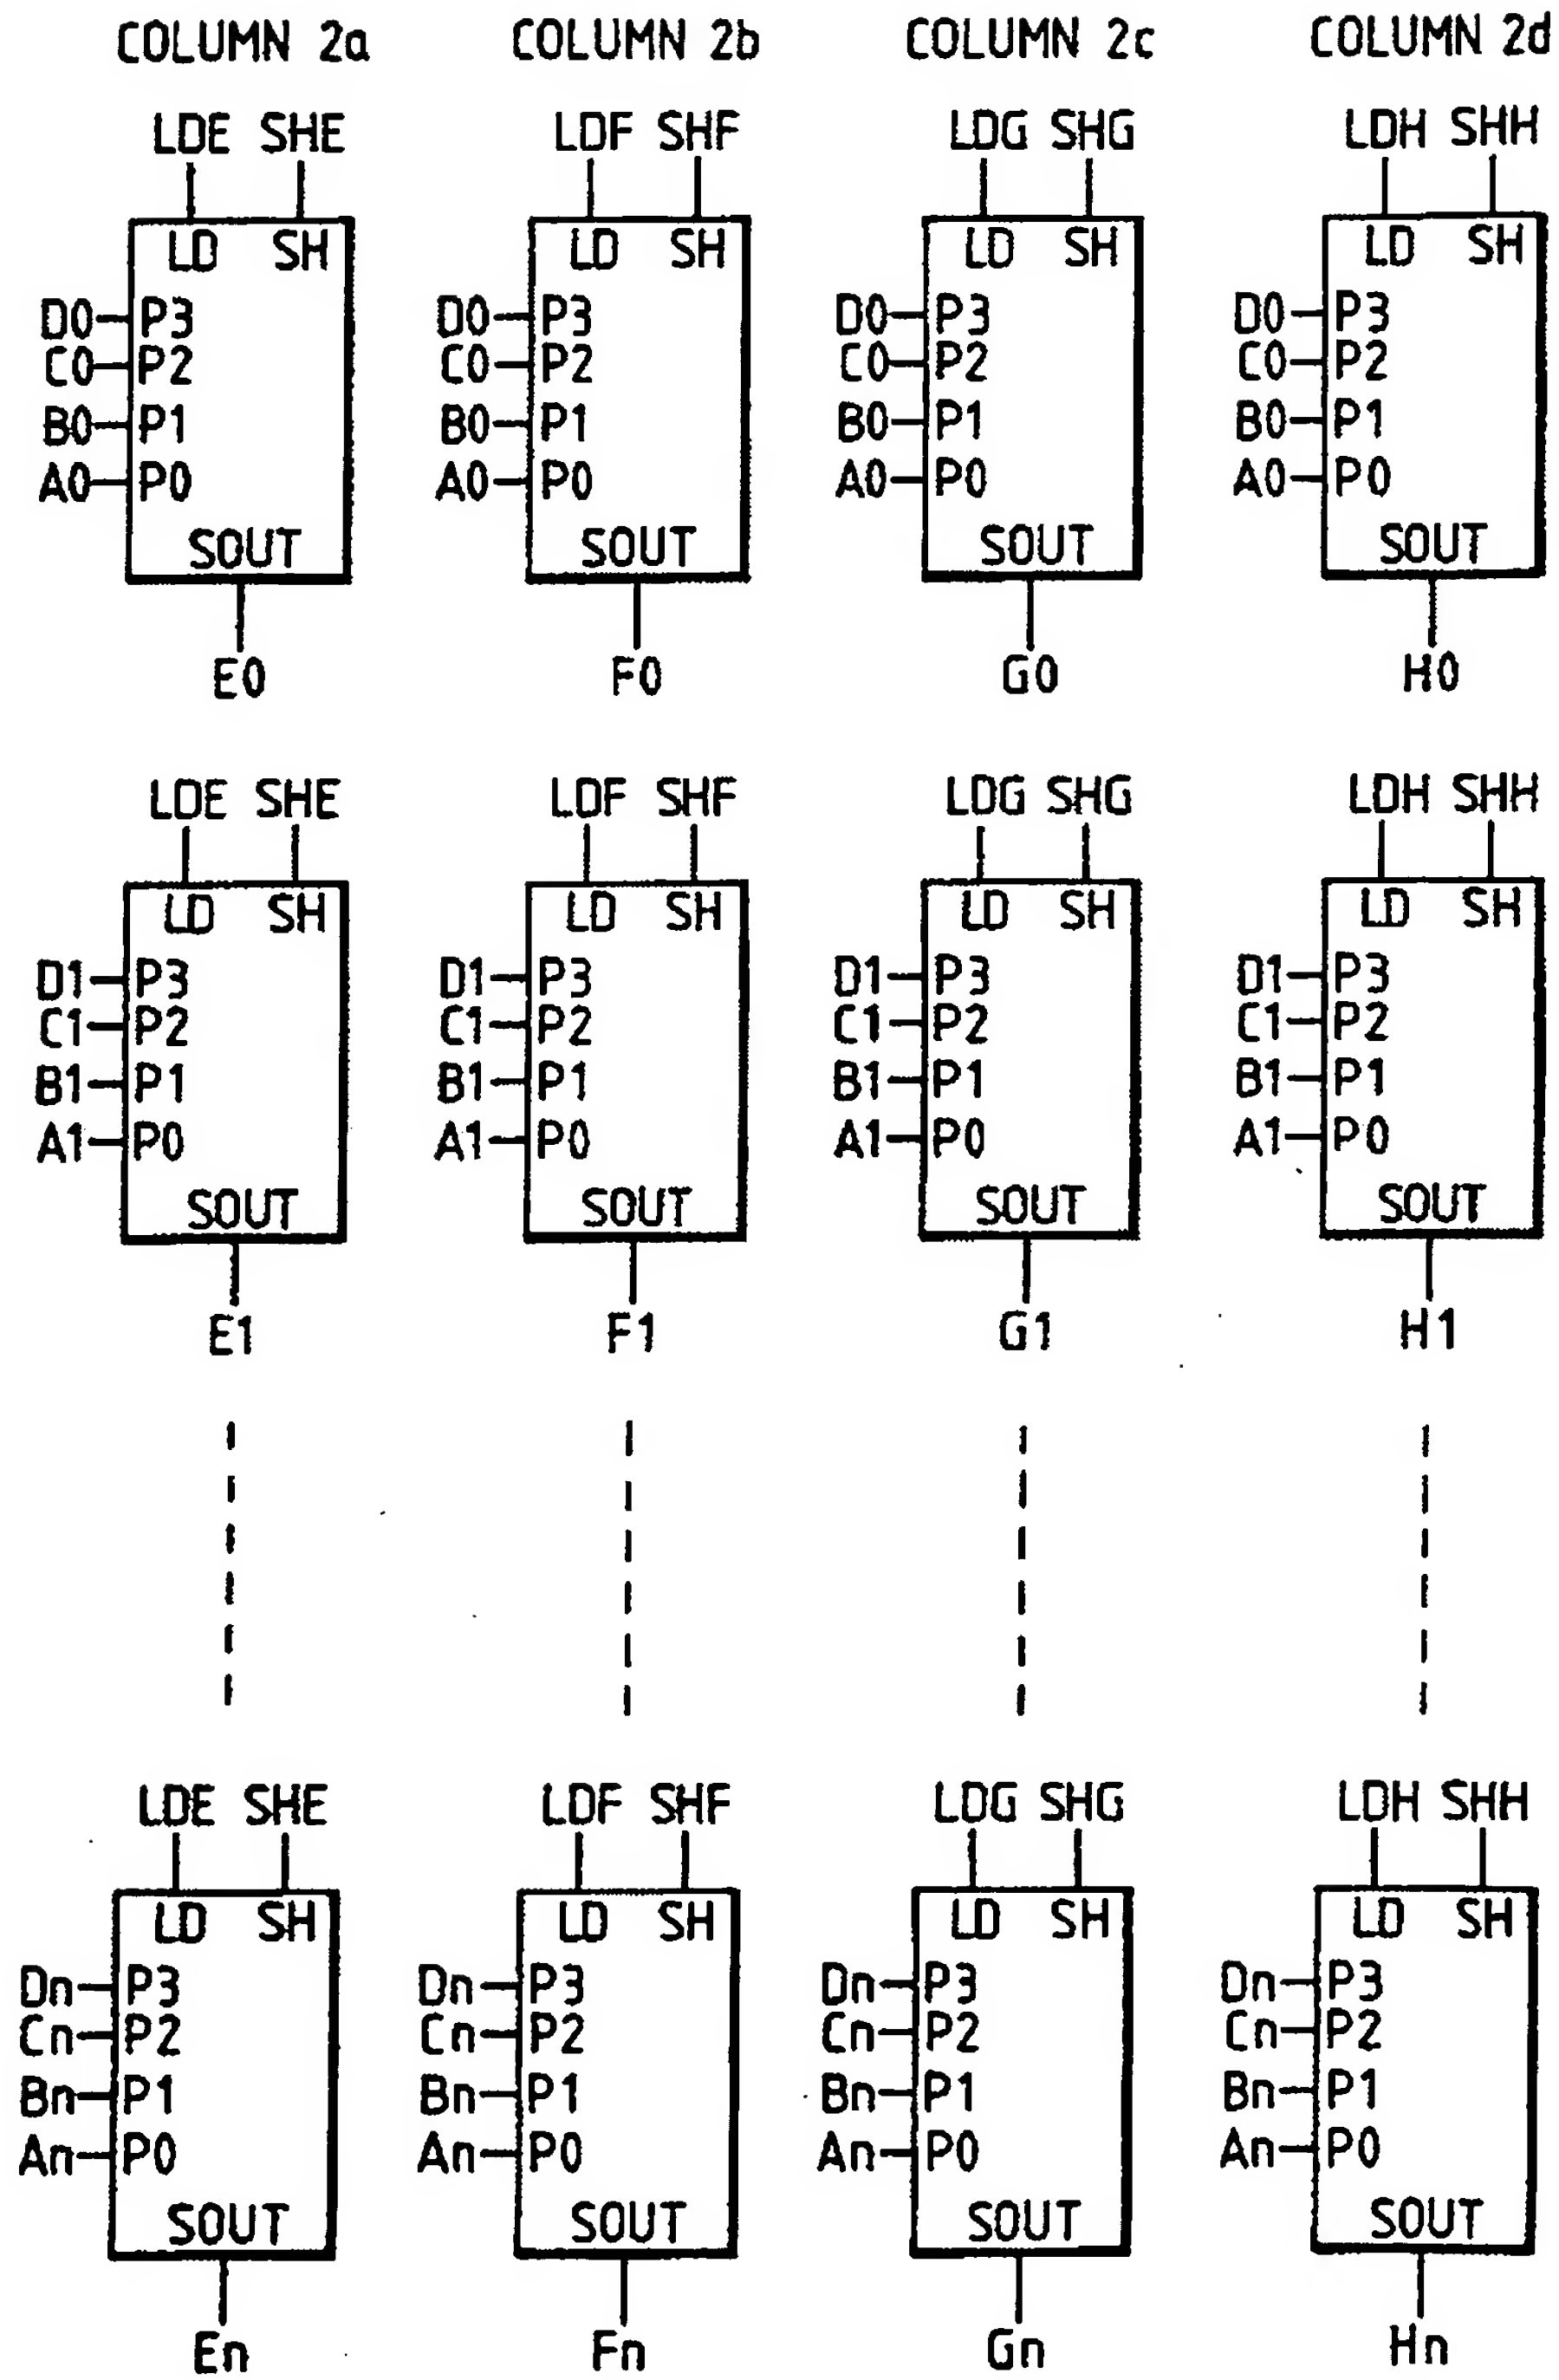 COLUMN 2a COLUMN 2b COLUMN 2c COLUMN 2d
LDE SHE LDF SHF LDG SHG LDH SHH
LD SH LD SH LD SH LD SH
D0 P3 D0 P3 D0 P3 D0 P3
C0 P2 C0 P2 C0 P2 C0 P2
B0 P1 B0 P1 B0 P1 B0 P1
A0 P0 A0 P0 A0 P0 A0 P0
SOUT SOUT SOUT SOUT
E0 F0 G0 H0
LDE SHE LDF SHF LDG SHG LDH SHH
LD SH LD SH LD SH LD SH
D1 P3 D1 P3 D1 P3 D1 P3
C1 P2 C1 P2 C1 P2 C1 P2
B1 P1 B1 P1 B1 P1 B1 P1
A1 P0 A1 P0 A1 P0 A1 P0
SOUT SOUT SOUT SOUT
E1 F1 G1 H1
LDE SHE LDF SHF LDG SHG LDH SHH
LD SH LD SH LD SH LD SH
Dn P3 Dn P3 Dn P3 Dn P3
Cn P2 Cn P2 Cn P2 Cn P2
Bn P1 Bn P1 Bn P1 Bn P1
An P0 An P0 An P0 An P0
SOUT SOUT SOUT SOUT
En Fn Gn Hn